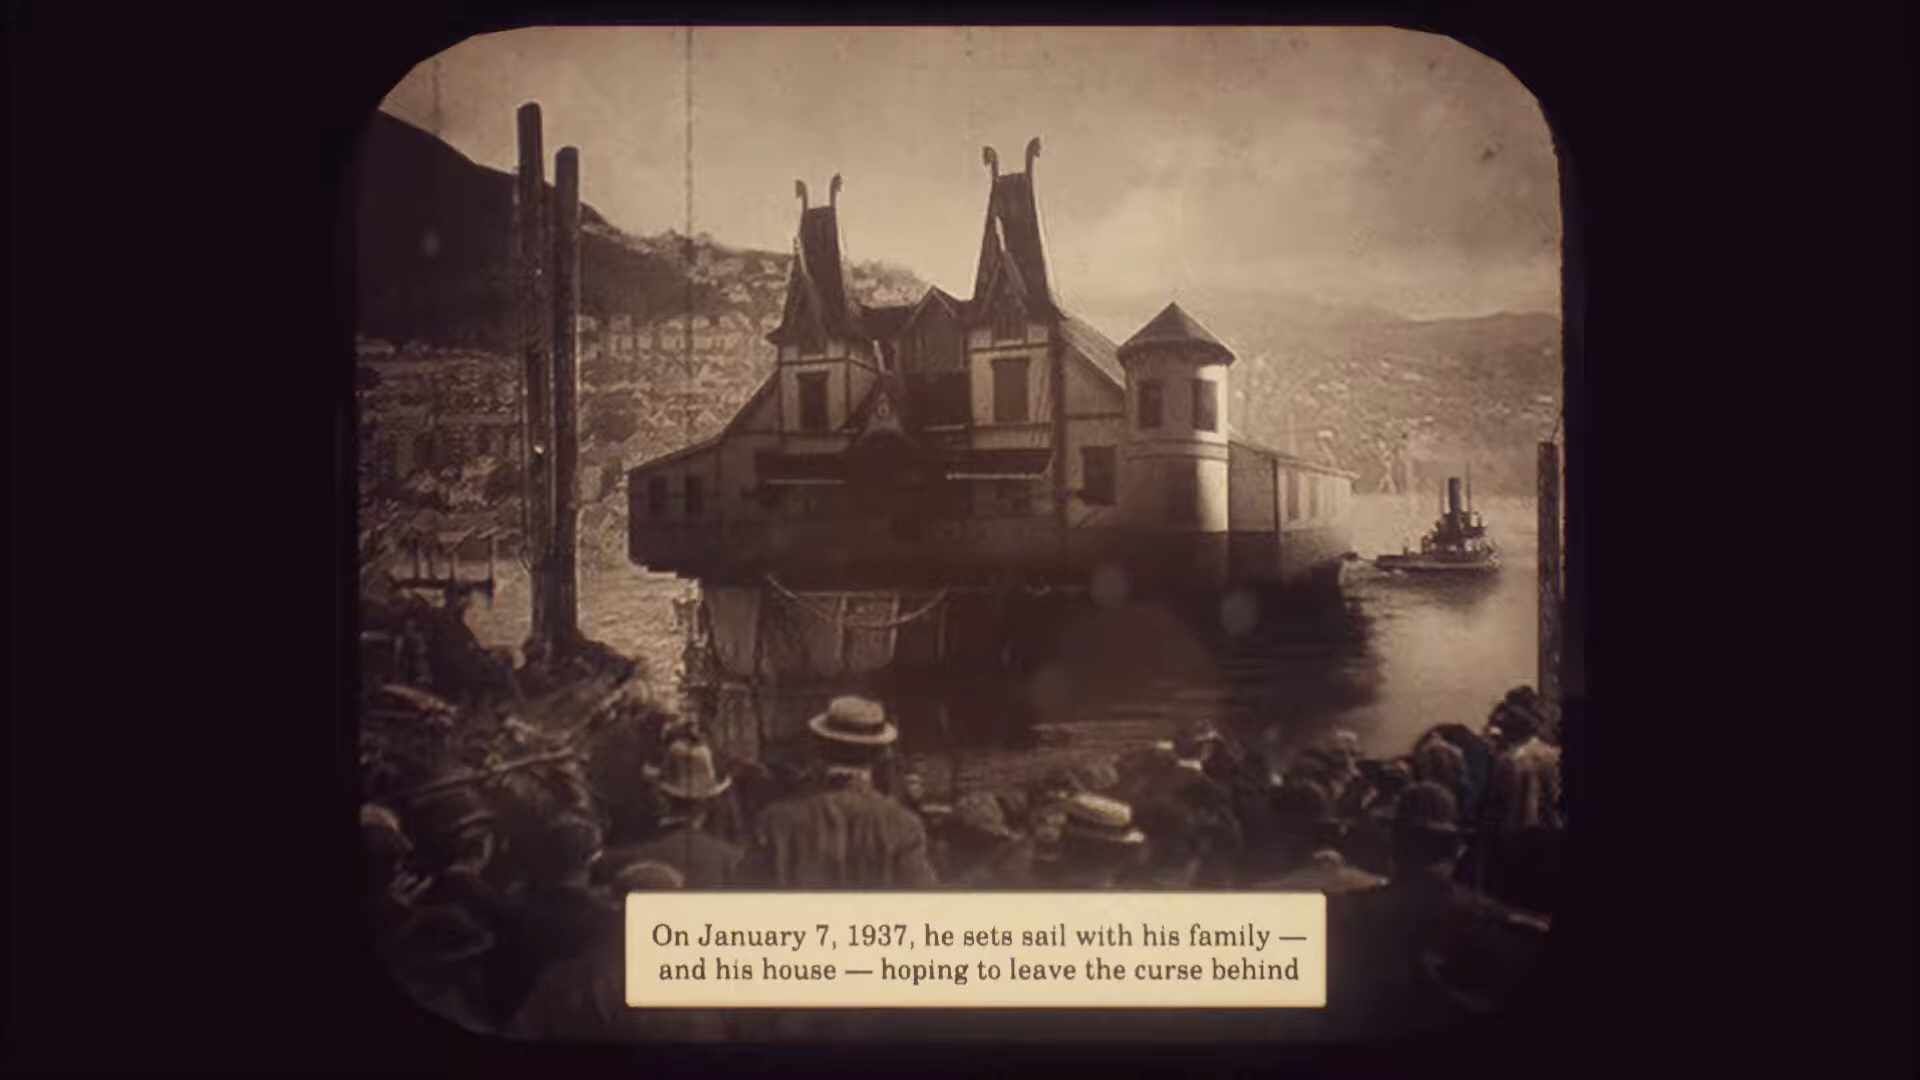 On January 7, 1937, he sets sail with his family —
and his house — hoping to leave the curse behind